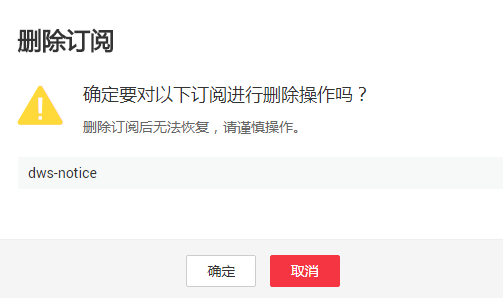 删除订阅
确定要对以下订阅进行删除操作吗？
删除订阅后无法恢复，请谨慎操作。
dws-notice
确定
取消